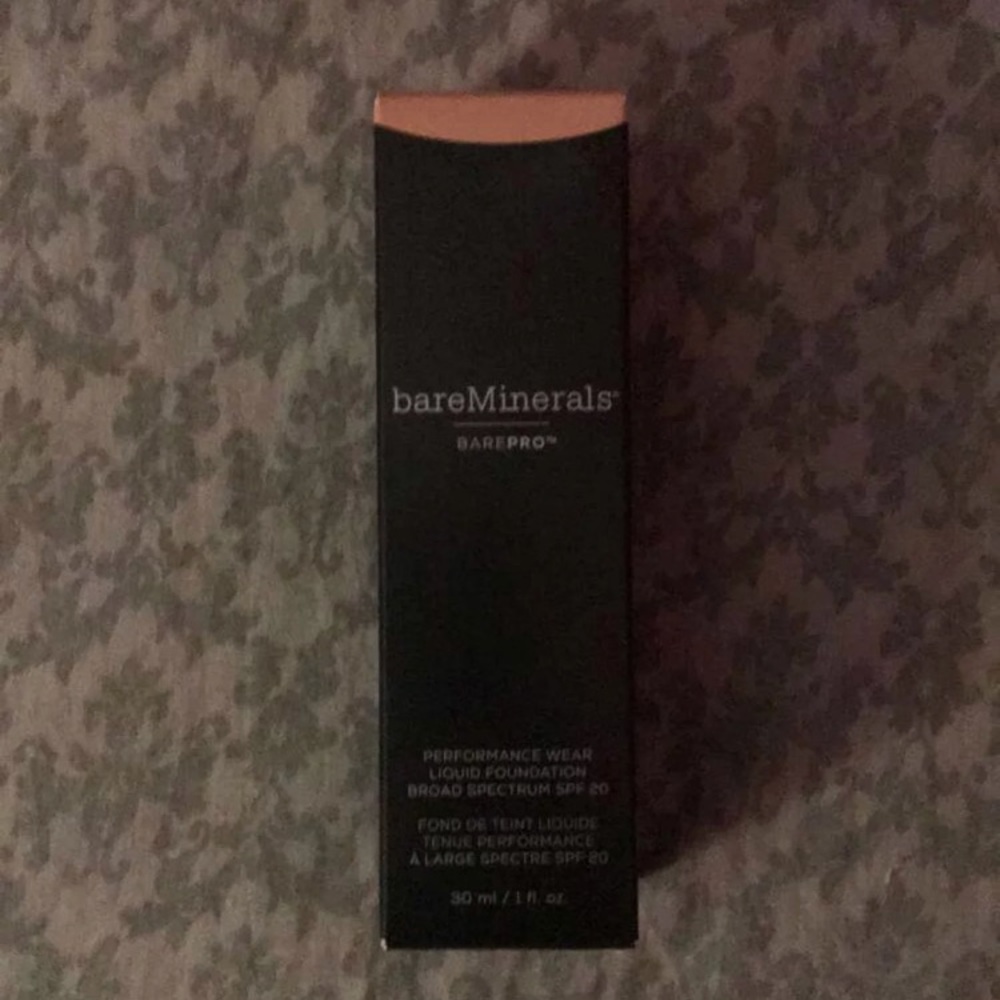 bareMinerals®
BAREPRO™
PERFORMANCE WEAR
LIQUID FOUNDATION
BROAD SPECTRUM SPF 20
FOND DE TEINT LIQUIDE
TENUE PERFORMANCE
À LARGE SPECTRE SPF 20
30 ml / 1 fl. oz.